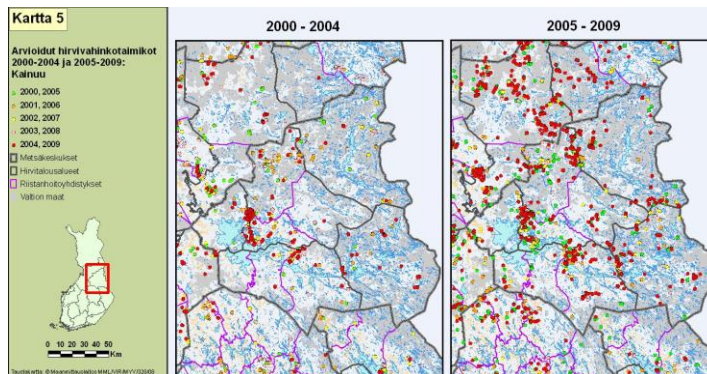 Kartta 5
Arvioidut hirvivahinkotaimikot
2000-2004 ja 2005-2009:
Kainuu
2000, 2005
2001, 2006
2002, 2007
2003, 2008
2004, 2009
Metsäkeskukset
Hirvitalousalueet
Riistanhoitoyhdistykset
Valtion maat
0 10 20 30 40 50
Km
2000 - 2004
2005 - 2009